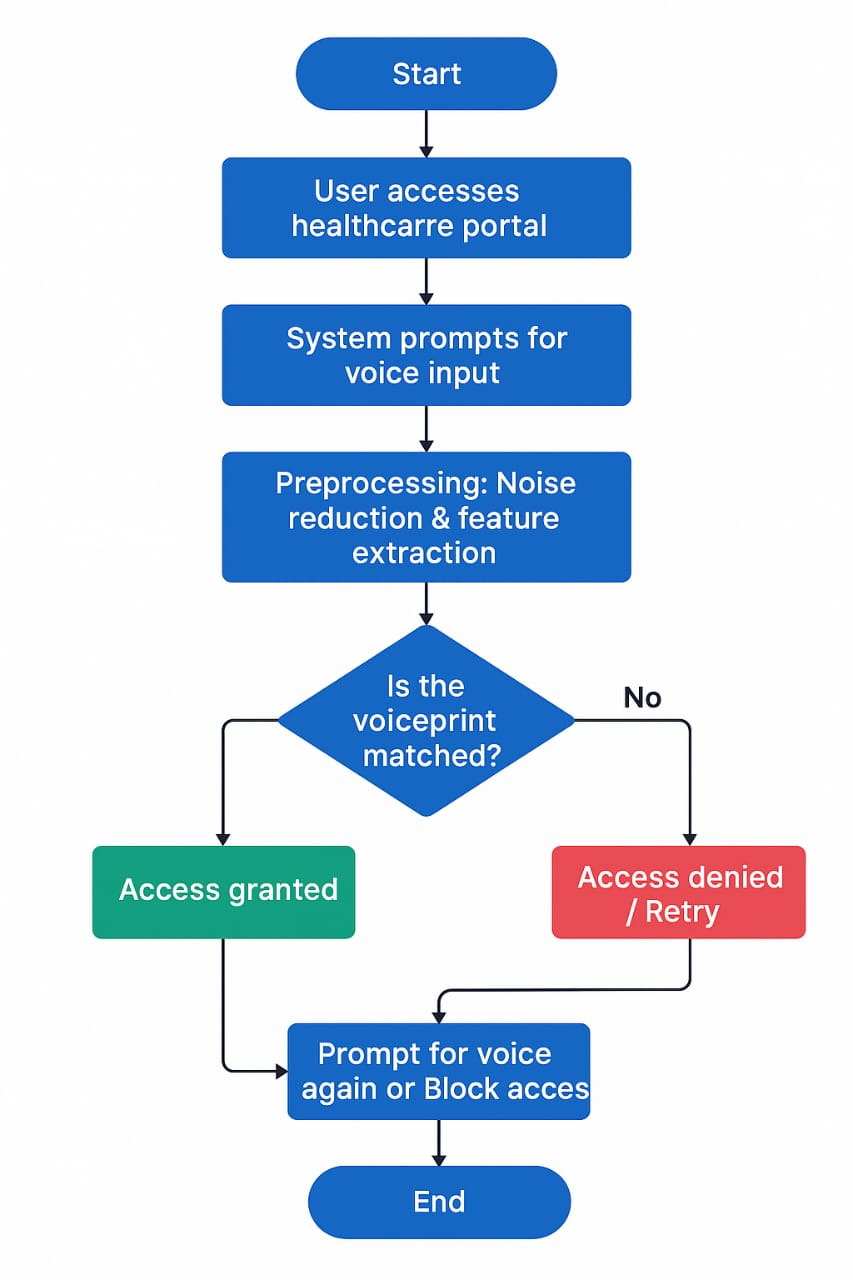 Start
User accesses
healthcarre portal
System prompts for
voice input
Preprocessing: Noise
reduction & feature
extraction
Is the
voiceprint
matched?
No
Access granted
Access denied
/ Retry
Prompt for voice
again or Block acces
End